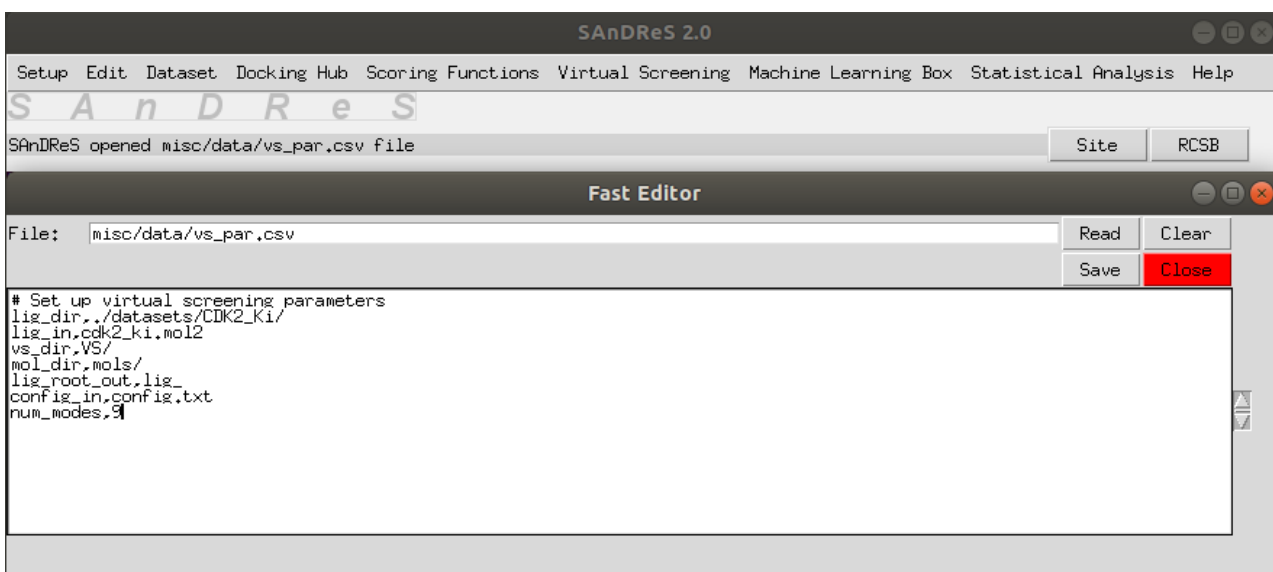 SAnDReS 2.0
Setup Edit Dataset Docking Hub Scoring Functions Virtual Screening Machine Learning Box Statistical Analysis Help
S A n D R e S
SAnDReS opened misc/data/vs_par.csv file Site RCSB
Fast Editor
File: misc/data/vs_par.csv Read Clear
Save Close
# Set up virtual screening parameters
lig_dir,./datasets/CDK2_Ki/
lig_in,cdk2_ki.mol2
vs_dir,VS/
mol_dir,mols/
lig_root_out,lig_
config_in,config.txt
num_modes,9